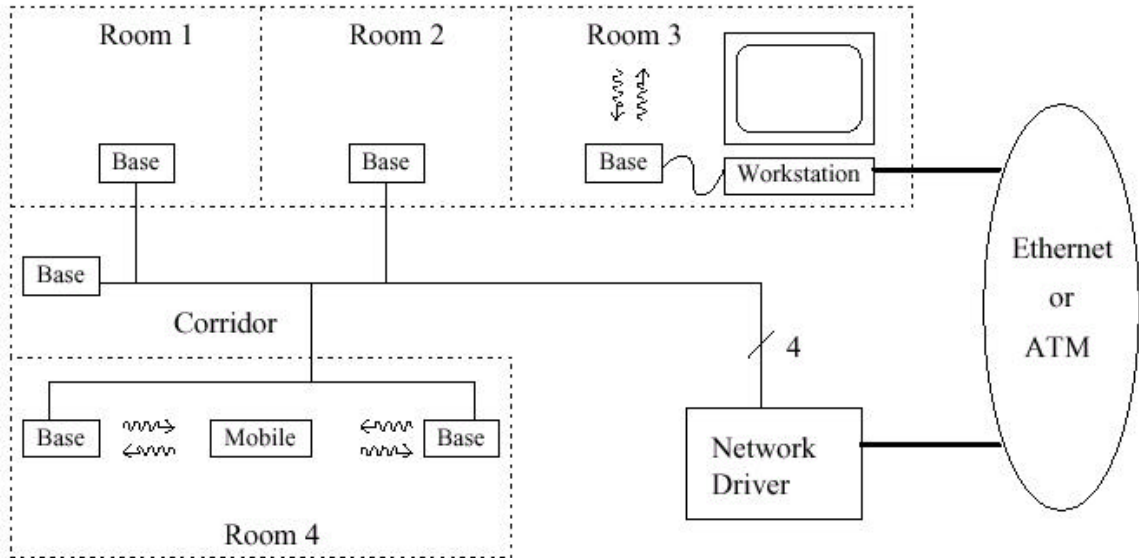 Room 1
Room 2
Room 3
Base
Base
Base
Workstation
Ethernet
or
ATM
Base
Corridor
4
Base
Mobile
Base
Network
Driver
Room 4